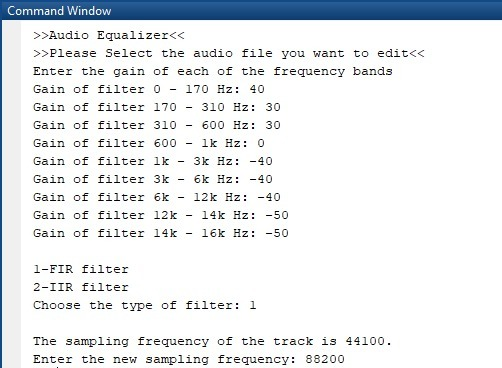 Command Window
>>Audio Equalizer<<
>>Please Select the audio file you want to edit<<
Enter the gain of each of the frequency bands
Gain of filter 0 - 170 Hz: 40
Gain of filter 170 - 310 Hz: 30
Gain of filter 310 - 600 Hz: 30
Gain of filter 600 - 1k Hz: 0
Gain of filter 1k - 3k Hz: -40
Gain of filter 3k - 6k Hz: -40
Gain of filter 6k - 12k Hz: -40
Gain of filter 12k - 14k Hz: -50
Gain of filter 14k - 16k Hz: -50
1-FIR filter
2-IIR filter
Choose the type of filter: 1
The sampling frequency of the track is 44100.
Enter the new sampling frequency: 88200